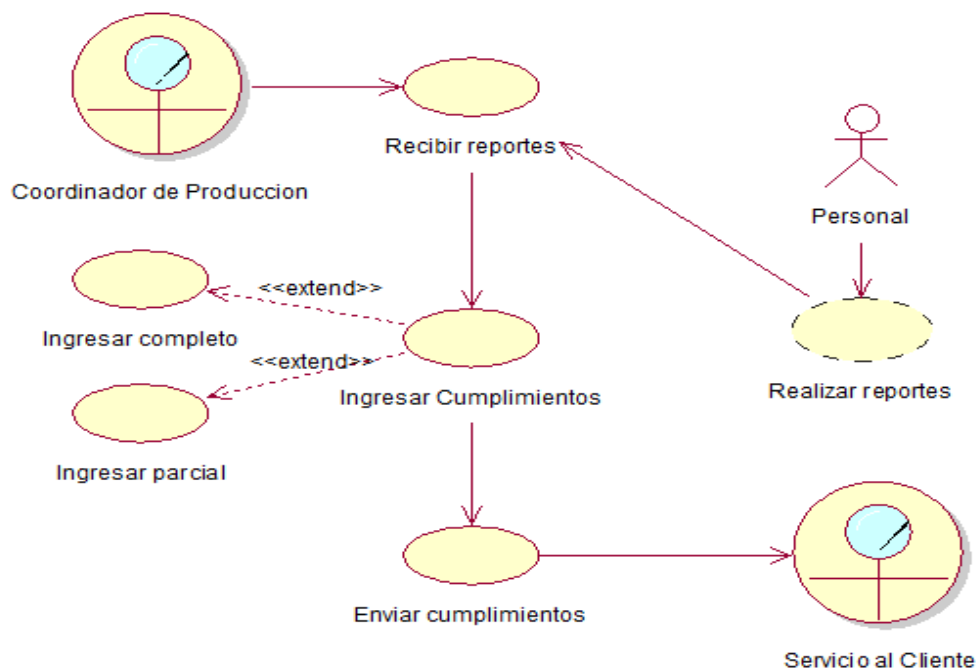 Recibir reportes
Coordinador de Produccion
Personal
<<extend>>
Ingresar completo
<<extend>>
Ingresar Cumplimientos
Realizar reportes
Ingresar parcial
Enviar cumplimientos
Servicio al Cliente